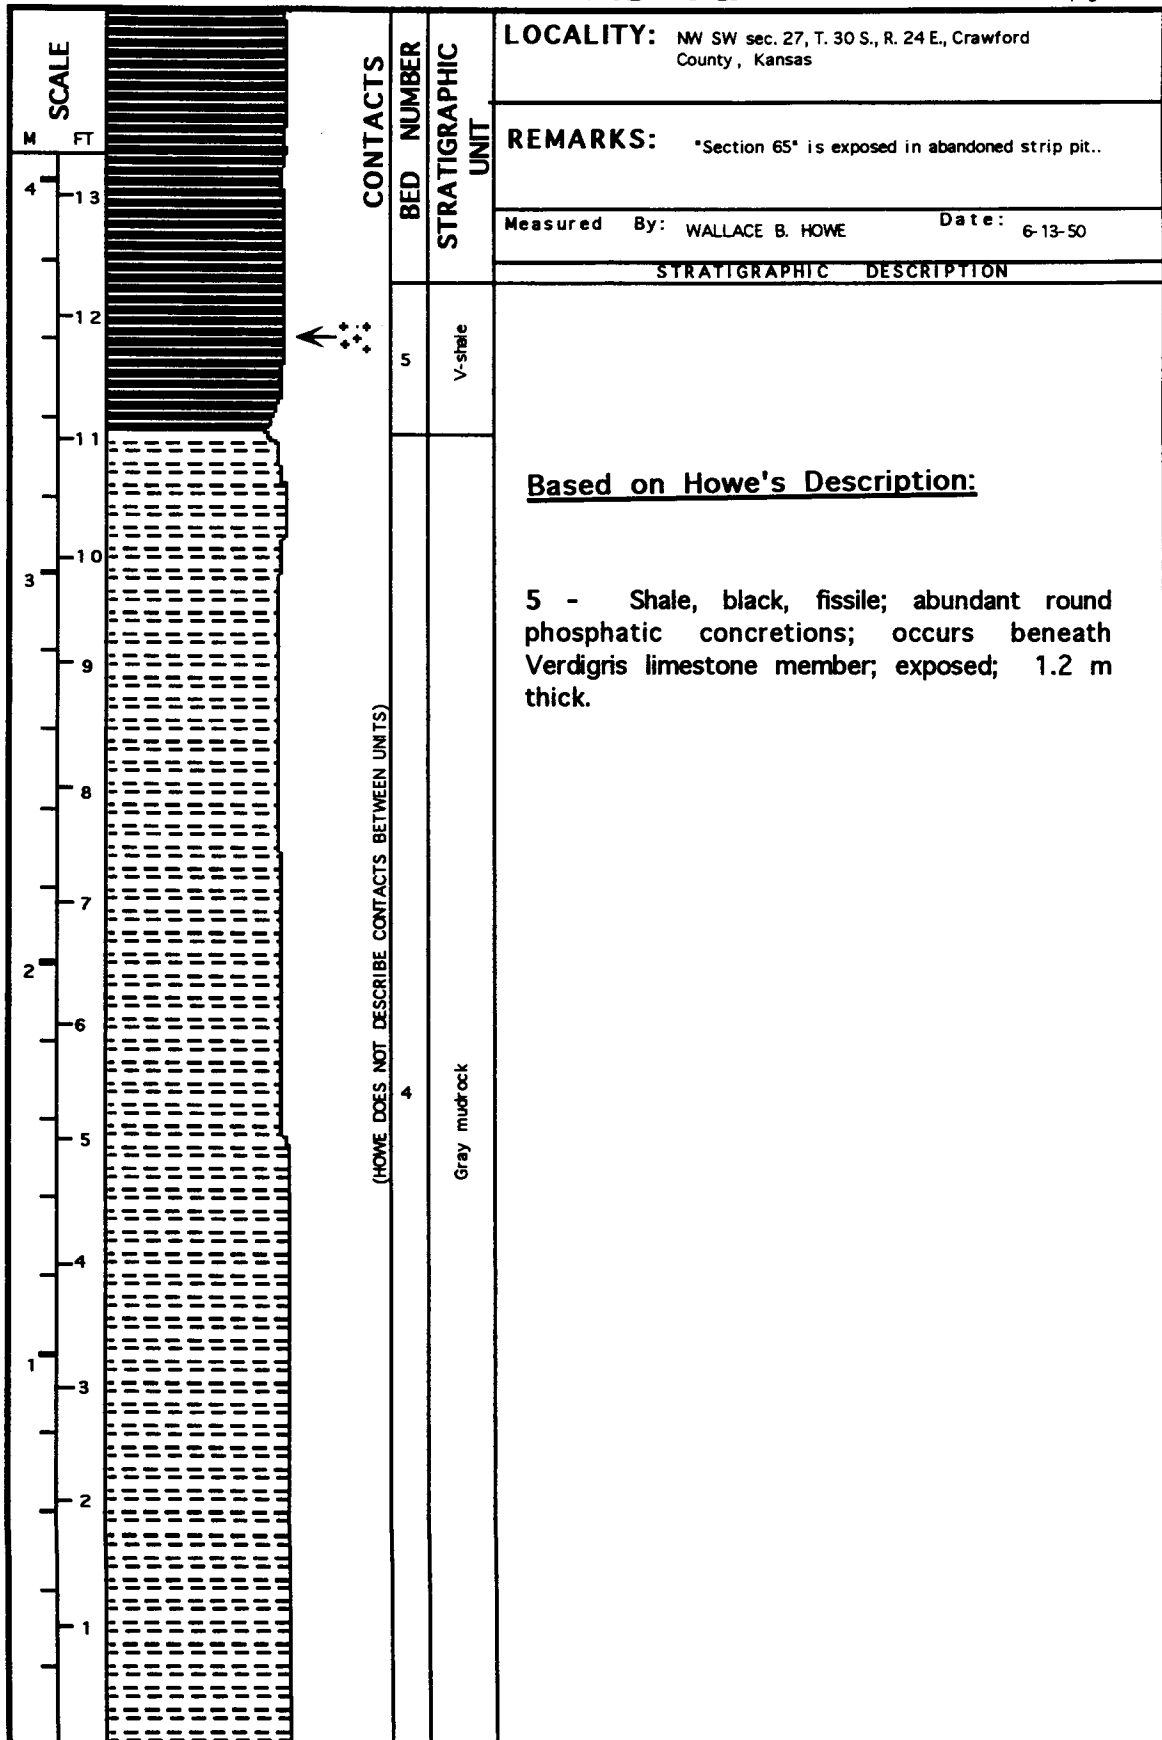 SCALE
M FT
CONTACTS
BED NUMBER
STRATIGRAPHIC
UNIT
LOCALITY: NW SW sec. 27, T. 30 S., R. 24 E., Crawford
County, Kansas
REMARKS: "Section 65" is exposed in abandoned strip pit..
Measured By: WALLACE B. HOWE Date: 6-13-50
STRATIGRAPHIC DESCRIPTION
4
13
12
5
V-shale
11
Based on Howe's Description:
10
3
5 - Shale, black, fissile; abundant round
phosphatic concretions; occurs beneath
Verdigris limestone member; exposed; 1.2 m
thick.
9
8
7
(HOWE DOES NOT DESCRIBE CONTACTS BETWEEN UNITS)
2
6
4
Gray mudrock
5
4
1
3
2
1